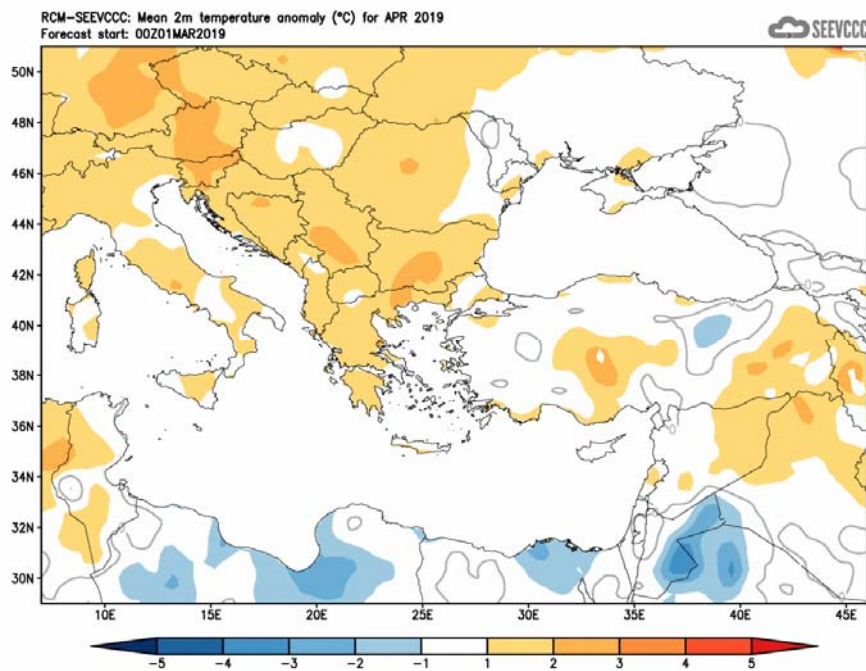 RCM-SEEVCCC: Mean 2m temperature anomaly (°C) for APR 2019
Forecast start: 00Z01MAR2019
SEEVCCC
50N
48N
46N
44N
42N
40N
38N
36N
34N
32N
30N
10E 15E 20E 25E 30E 35E 40E 45E
-5 -4 -3 -2 -1 1 2 3 4 5